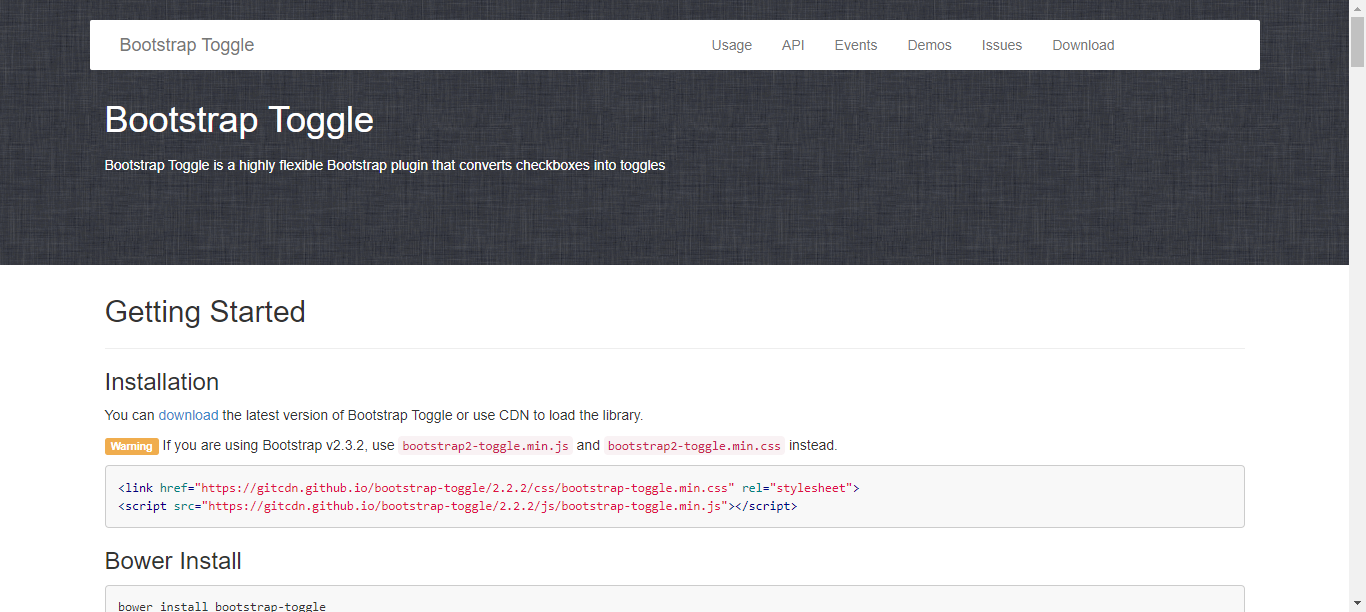 Bootstrap Toggle Usage API Events Demos Issues Download
Bootstrap Toggle
Bootstrap Toggle is a highly flexible Bootstrap plugin that converts checkboxes into toggles
Getting Started
Installation
You can download the latest version of Bootstrap Toggle or use CDN to load the library.
Warning If you are using Bootstrap v2.3.2, use bootstrap2-toggle.min.js and bootstrap2-toggle.min.css instead.
<link href="https://gitcdn.github.io/bootstrap-toggle/2.2.2/css/bootstrap-toggle.min.css" rel="stylesheet">
<script src="https://gitcdn.github.io/bootstrap-toggle/2.2.2/js/bootstrap-toggle.min.js"></script>
Bower Install
bower install bootstrap-toggle